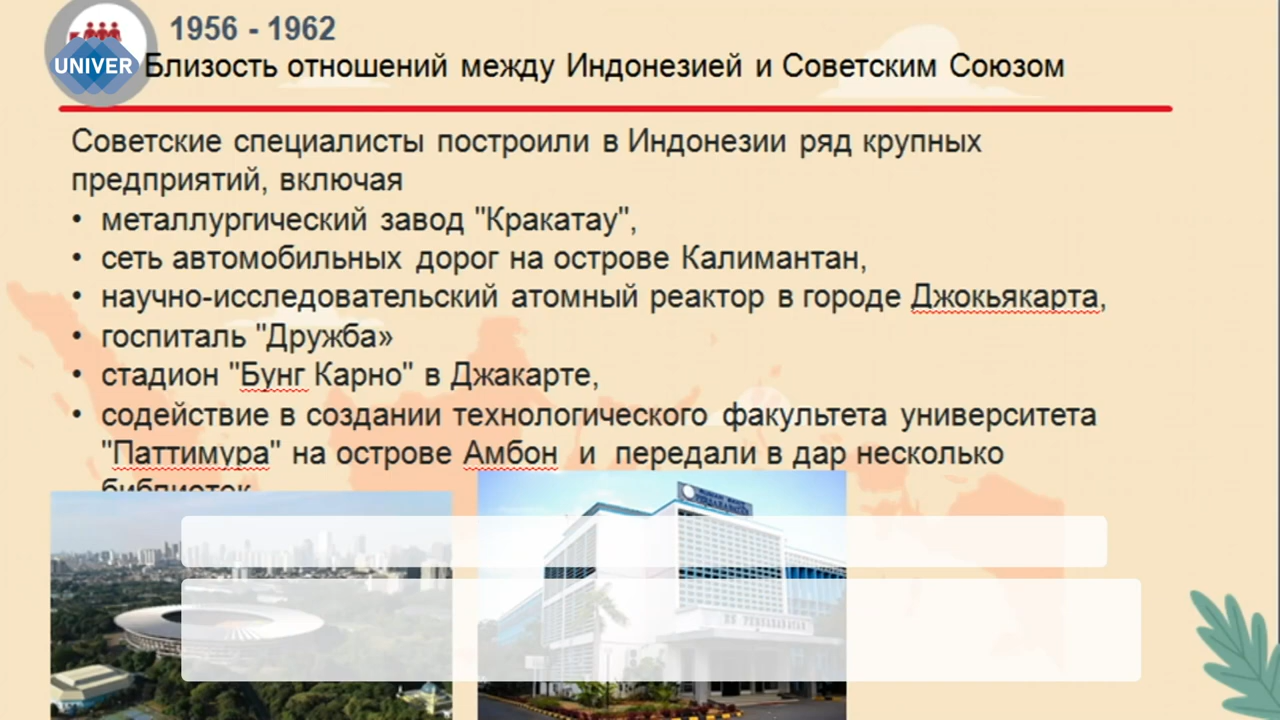 1956 - 1962
UNIVER
Близость отношений между Индонезией и Советским Союзом
Советские специалисты построили в Индонезии ряд крупных
предприятий, включая
• металлургический завод "Кракатау",
• сеть автомобильных дорог на острове Калимантан,
• научно-исследовательский атомный реактор в городе Джокьякарта,
• госпиталь "Дружба»
• стадион "Бунг Карно" в Джакарте,
• содействие в создании технологического факультета университета
"Паттимура" на острове Амбон и передали в дар несколько
библиотек